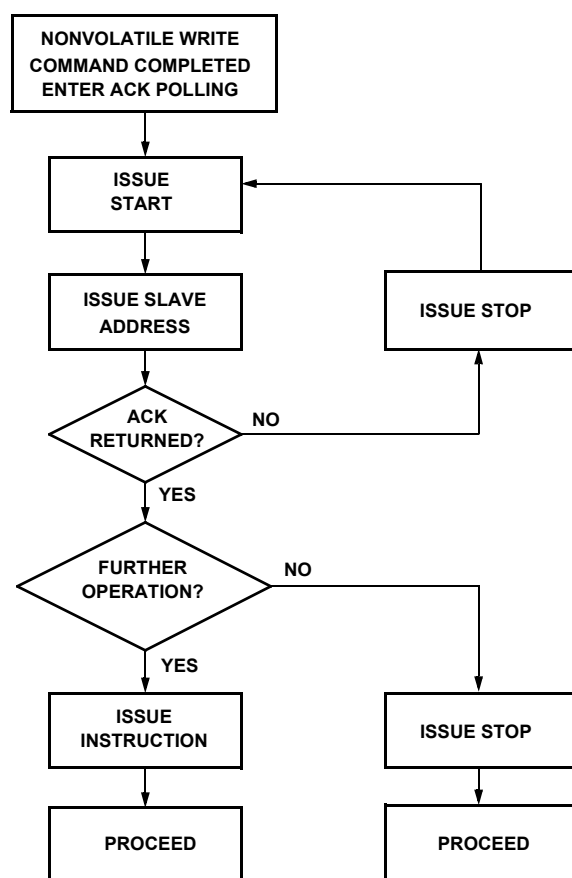 NONVOLATILE WRITE
COMMAND COMPLETED
ENTER ACK POLLING
ISSUE
START
ISSUE SLAVE
ADDRESS
ISSUE STOP
ACK
RETURNED?
NO
YES
FURTHER
OPERATION?
NO
YES
ISSUE
INSTRUCTION
ISSUE STOP
PROCEED
PROCEED